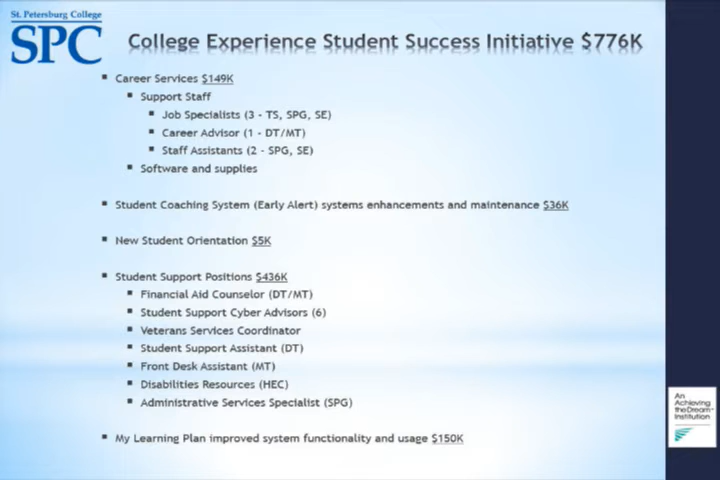 St. Petersburg College
SPC
College Experience Student Success Initiative $776K
▪ Career Services $149K
▪ Support Staff
▪ Job Specialists (3 - TS, SPG, SE)
▪ Career Advisor (1 - DT/MT)
▪ Staff Assistants (2 - SPG, SE)
▪ Software and supplies
▪ Student Coaching System (Early Alert) systems enhancements and maintenance $36K
▪ New Student Orientation $5K
▪ Student Support Positions $436K
▪ Financial Aid Counselor (DT/MT)
▪ Student Support Cyber Advisors (6)
▪ Veterans Services Coordinator
▪ Student Support Assistant (DT)
▪ Front Desk Assistant (MT)
▪ Disabilities Resources (HEC)
▪ Administrative Services Specialist (SPG)
▪ My Learning Plan improved system functionality and usage $150K
An
Achieving
the Dream
Institution